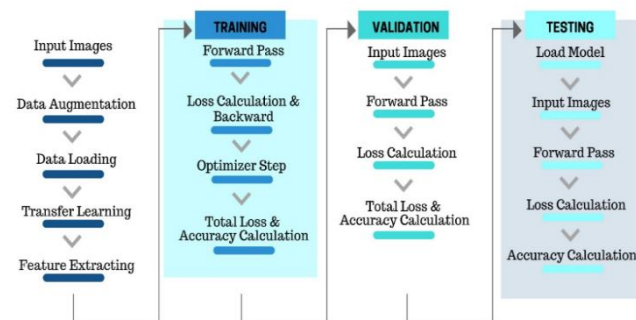 Input Images
Data Augmentation
Data Loading
Transfer Learning
Feature Extracting
TRAINING
Forward Pass
Loss Calculation &
Backward
Optimizer Step
Total Loss &
Accuracy Calculation
VALIDATION
Input Images
Forward Pass
Loss Calculation
Total Loss &
Accuracy Calculation
TESTING
Load Model
Input Images
Forward Pass
Loss Calculation
Accuracy Calculation